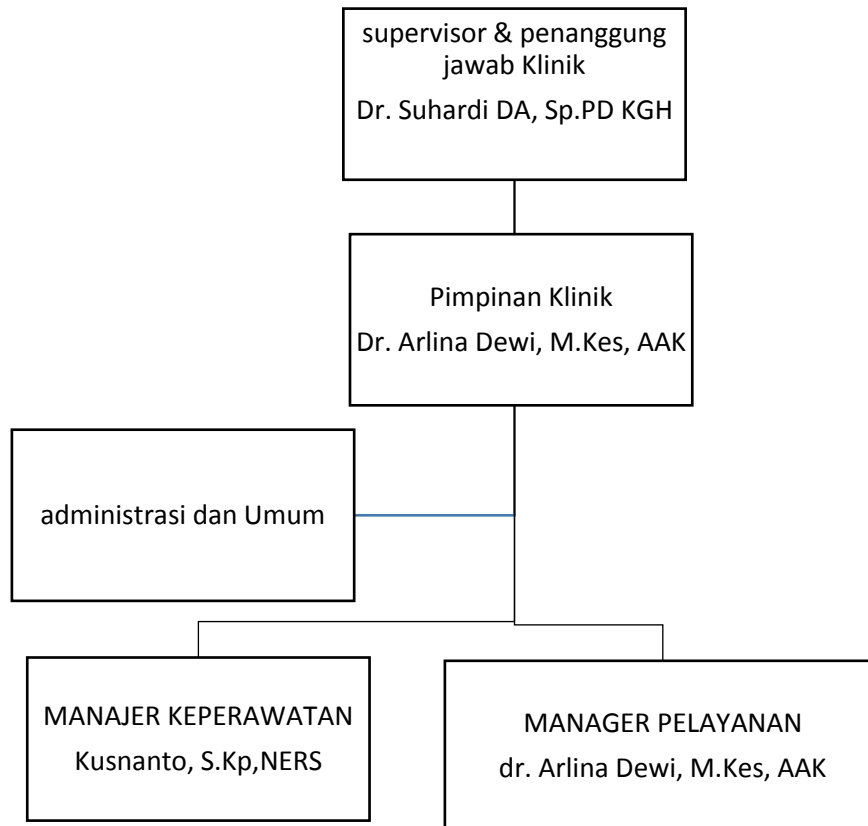 supervisor & penanggung
jawab Klinik
Dr. Suhardi DA, Sp.PD KGH
Pimpinan Klinik
Dr. Arlina Dewi, M.Kes, AAK
administrasi dan Umum
MANAJER KEPERAWATAN
Kusnanto, S.Kp,NERS
MANAGER PELAYANAN
dr. Arlina Dewi, M.Kes, AAK